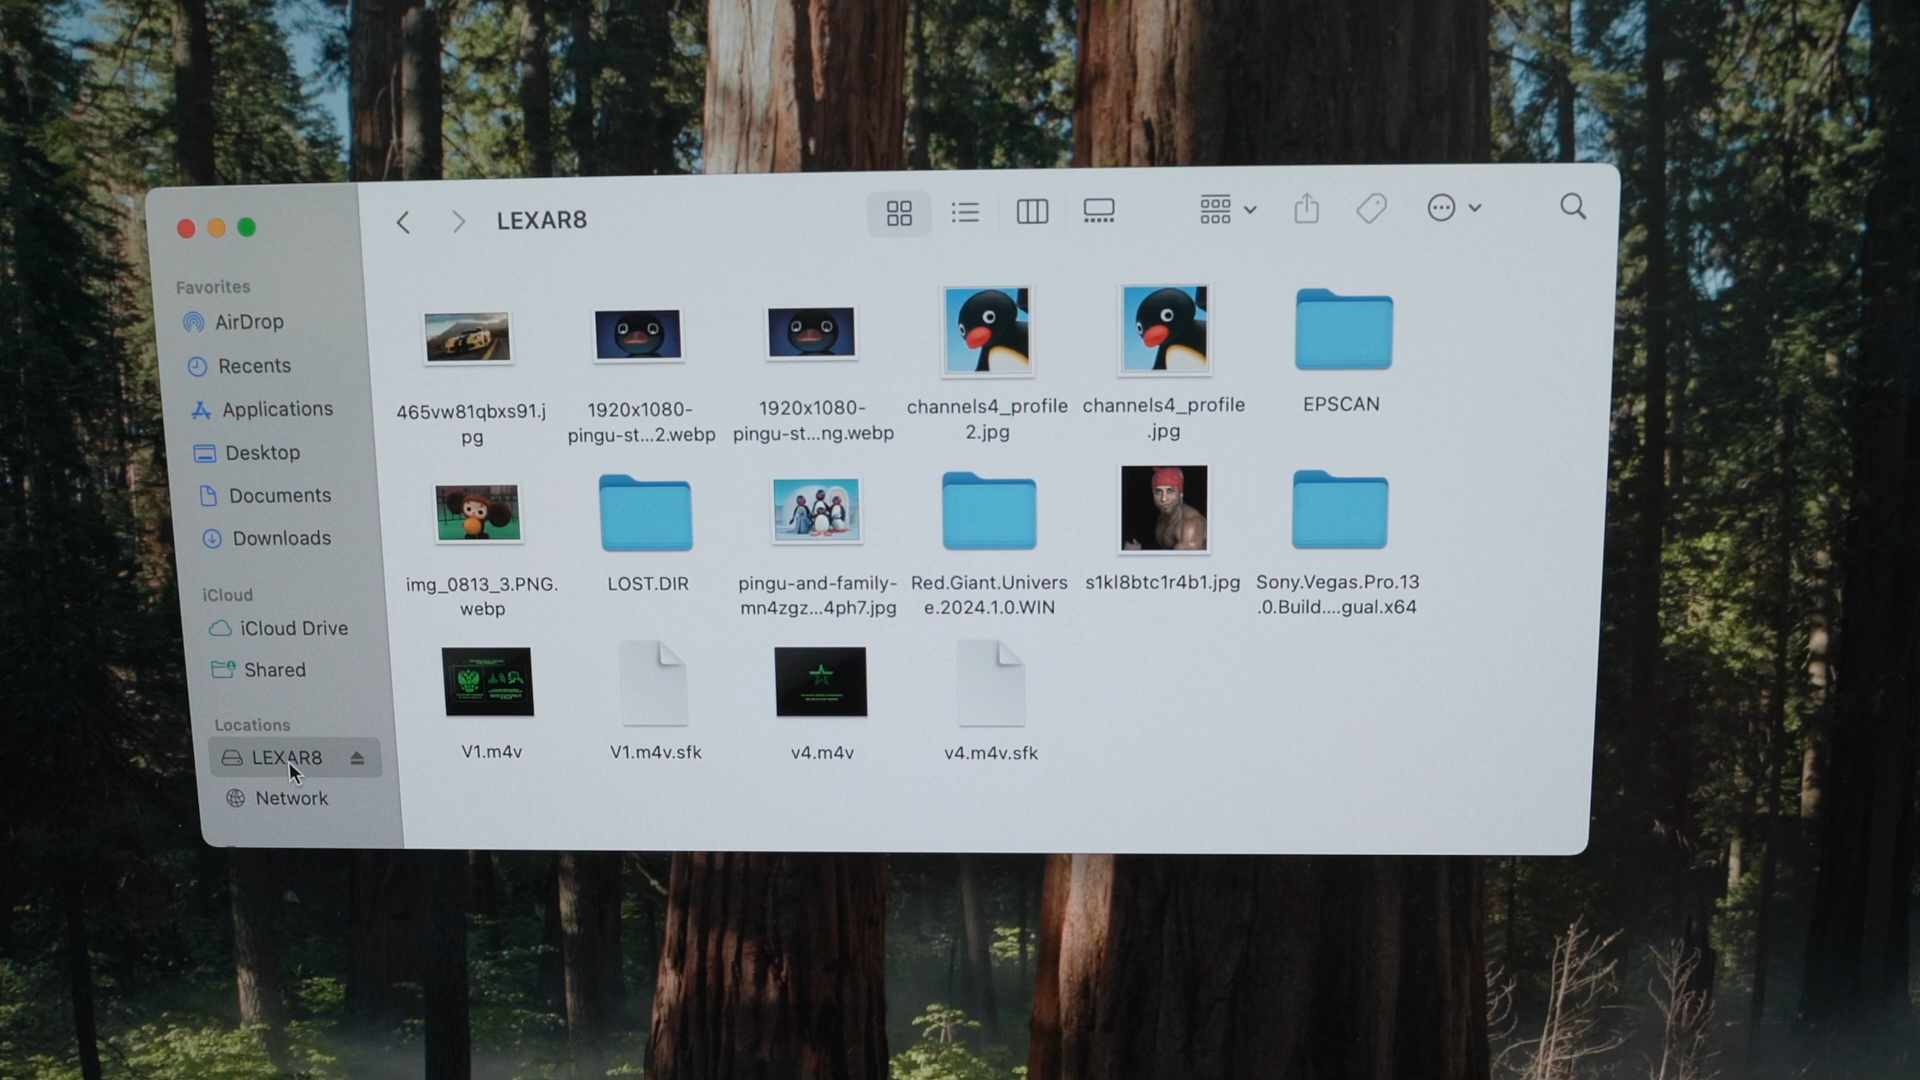 LEXAR8
Favorites
AirDrop
Recents
Applications
Desktop
Documents
Downloads
iCloud
iCloud Drive
Shared
Locations
LEXAR8
Network
465vw81qbxs91.j
pg
1920x1080-
pingu-st...2.webp
1920x1080-
pingu-st...ng.webp
channels4_profile
2.jpg
channels4_profile
.jpg
EPSCAN
img_0813_3.PNG.
webp
LOST.DIR
pingu-and-family-
mn4zgz...4ph7.jpg
Red.Giant.Univers
e.2024.1.0.WIN
s1kl8btc1r4b1.jpg
Sony.Vegas.Pro.13
.0.Build....gual.x64
V1.m4v
V1.m4v.sfk
v4.m4v
v4.m4v.sfk